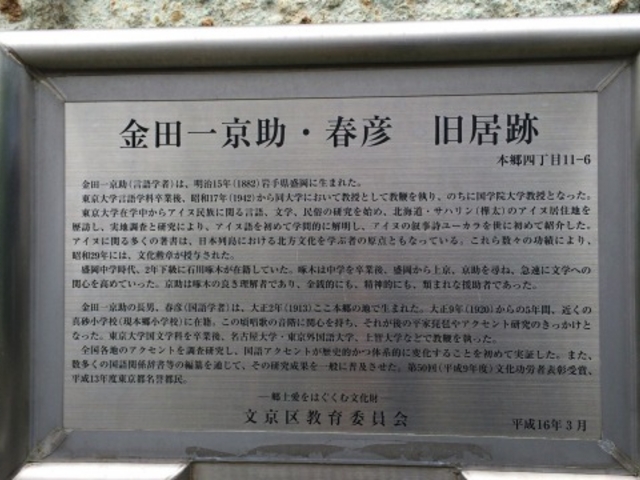 金田一京助・春彦　旧居跡
本郷四丁目11-6
金田一京助(言語学者)は、明治15年(1882)岩手県盛岡に生まれた。
東京大学言語学科卒業後、昭和17年(1942)から同大学において教授として教鞭を執り、のちに国学院大学教授となった。
東京大学在学中からアイヌ民族に関る言語、文学、民俗の研究を始め、北海道・サハリン(樺太)のアイヌ居住地を
歴訪し、実地調査と研究により、アイヌ語を初めて学問的に解明し、アイヌの叙事詩ユーカラを世に初めて紹介した。
アイヌに関る多くの著書は、日本列島における北方文化を学ぶ者の原点ともなっている。これら数々の功績により、
昭和29年には、文化勲章が授与された。
盛岡中学時代、2年下級に石川啄木が在籍していた。啄木は中学を卒業後、盛岡から上京、京助を尋ね、急速に文学への
関心を高めていった。京助は啄木の良き理解者であり、金銭的にも、精神的にも、類まれな援助者であった。
金田一京助の長男、春彦(国語学者)は、大正2年(1913)ここ本郷の地で生まれた。大正9年(1920)からの5年間、近くの
真砂小学校(現本郷小学校)に在籍。この頃唱歌の音階に関心を持ち、それが後の平家琵琶やアクセント研究のきっかけと
なった。東京大学国文学科を卒業後、名古屋大学・東京外国語大学、上智大学などで教鞭を執った。
全国各地のアクセントを調査研究し、国語アクセントが歴史的かつ体系的に変化することを初めて実証した。また、
数多くの国語関係辞書等の編纂を通して、その研究成果を一般に普及させた。第50回(平成9年度)文化功労者表彰受賞、
平成13年度東京都名誉都民。
―郷土愛をはぐくむ文化財
文京区教育委員会
平成16年3月